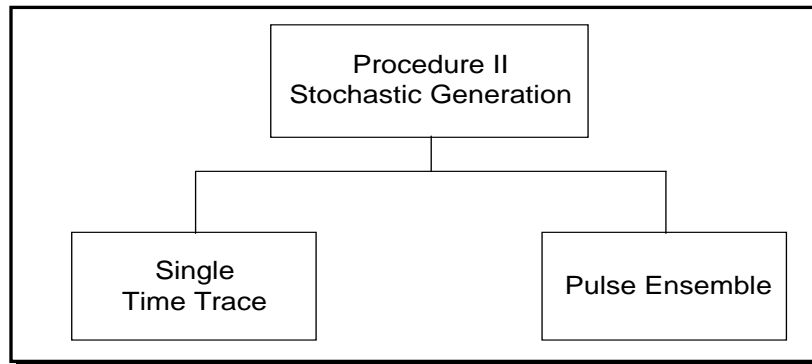 Procedure II
Stochastic Generation
Single
Time Trace
Pulse Ensemble